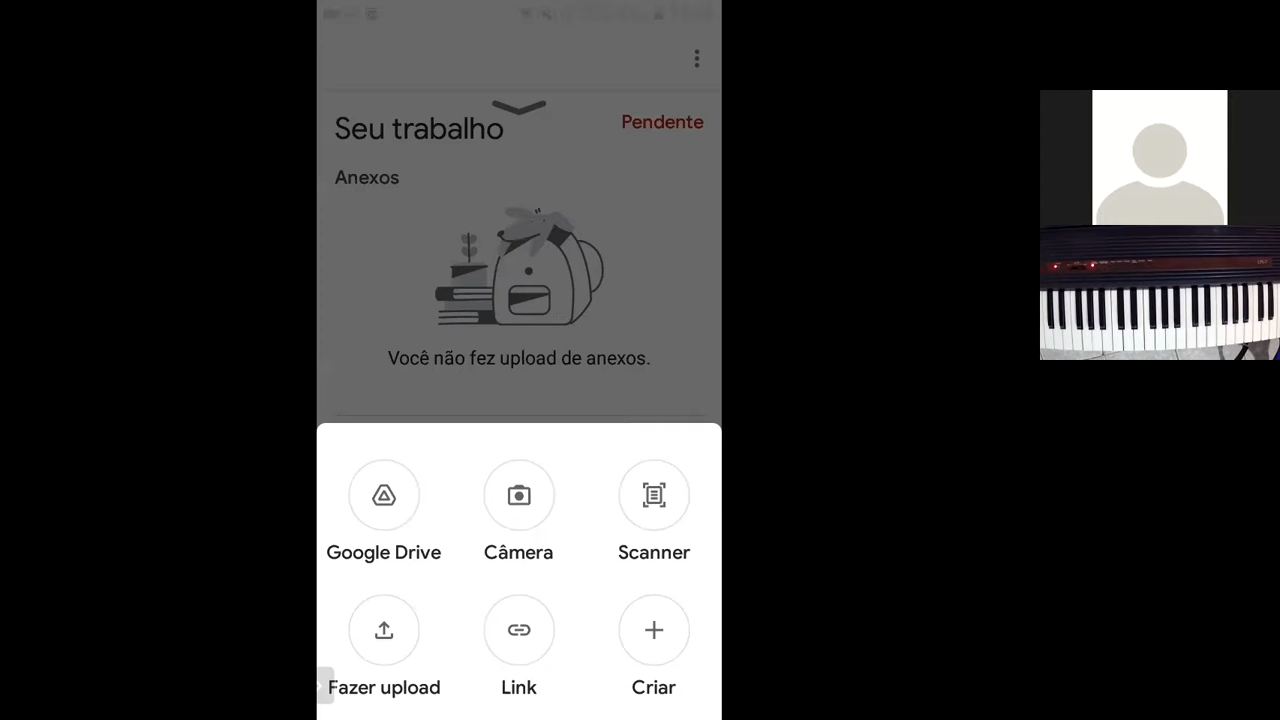 Seu trabalho
Pendente
Anexos
Você não fez upload de anexos.
Google Drive
Câmera
Scanner
Fazer upload
Link
Criar